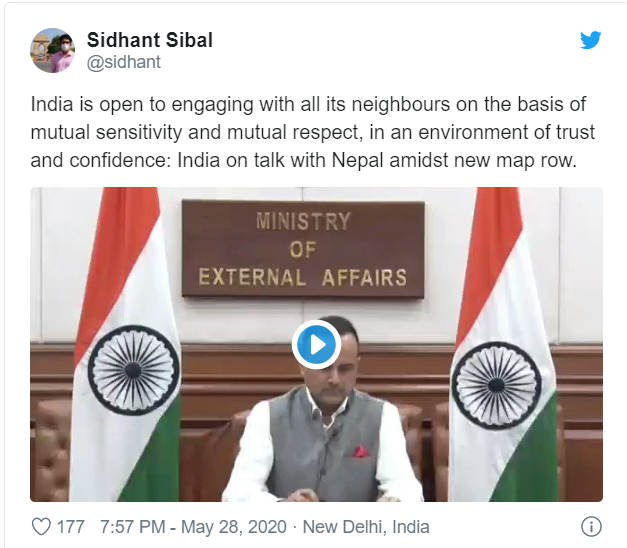 Sidhant Sibal
@sidhant
India is open to engaging with all its neighbours on the basis of
mutual sensitivity and mutual respect, in an environment of trust
and confidence: India on talk with Nepal amidst new map row.
MINISTRY
OF
EXTERNAL AFFAIRS
177 7:57 PM - May 28, 2020 · New Delhi, India